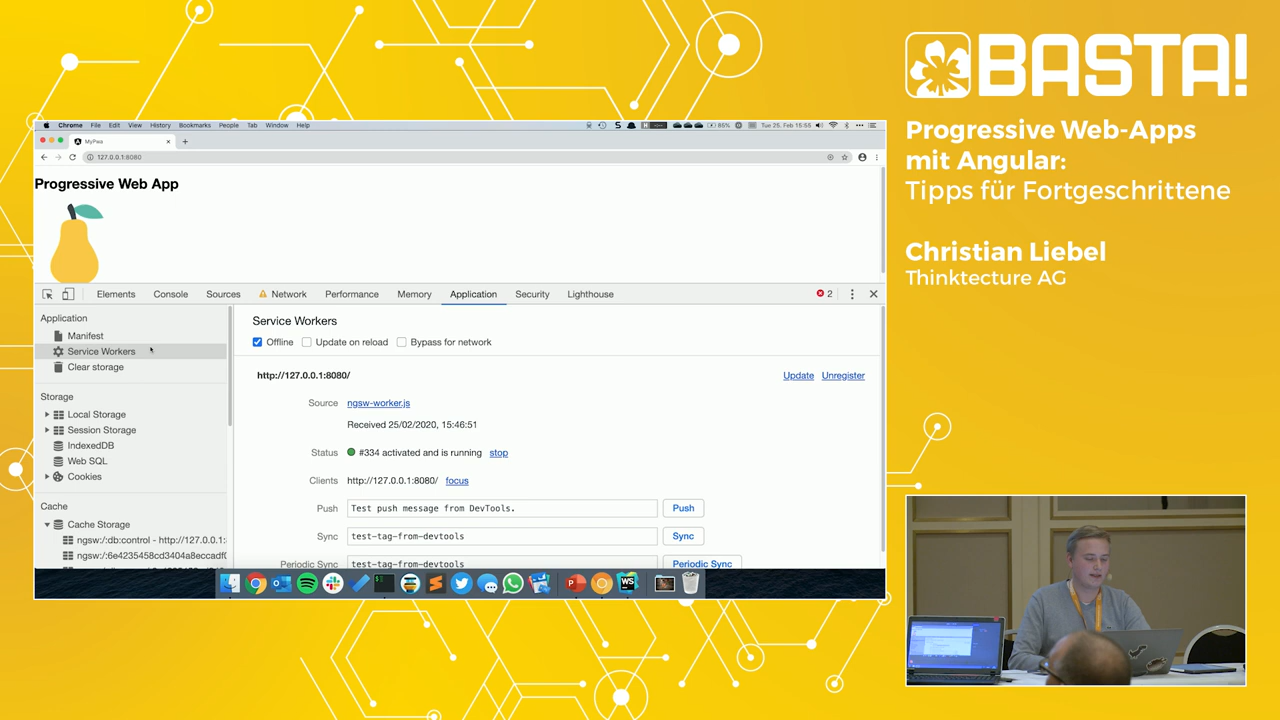 BASTA!
Progressive Web-Apps
mit Angular:
Tipps für Fortgeschrittene
Christian Liebel
Thinktecture AG
Chrome File Edit View History Bookmarks People Tab Window Help
85% Tue 25. Feb 15:55
MyPwa
127.0.0.1:8080
Progressive Web App
Elements Console Sources Network Performance Memory Application Security Lighthouse 2
Application
Manifest
Service Workers
Clear storage
Storage
Local Storage
Session Storage
IndexedDB
Web SQL
Cookies
Cache
Cache Storage
ngsw:/:db:control - http://127.0.0.1:
ngsw:/:6e4235458cd3404a8eccadf0
Service Workers
Offline Update on reload Bypass for network
http://127.0.0.1:8080/ Update Unregister
Source ngsw-worker.js
Received 25/02/2020, 15:46:51
Status #334 activated and is running stop
Clients http://127.0.0.1:8080/ focus
Push Test push message from DevTools. Push
Sync test-tag-from-devtools Sync
Periodic Sync test-tag-from-devtools Periodic Sync
WS